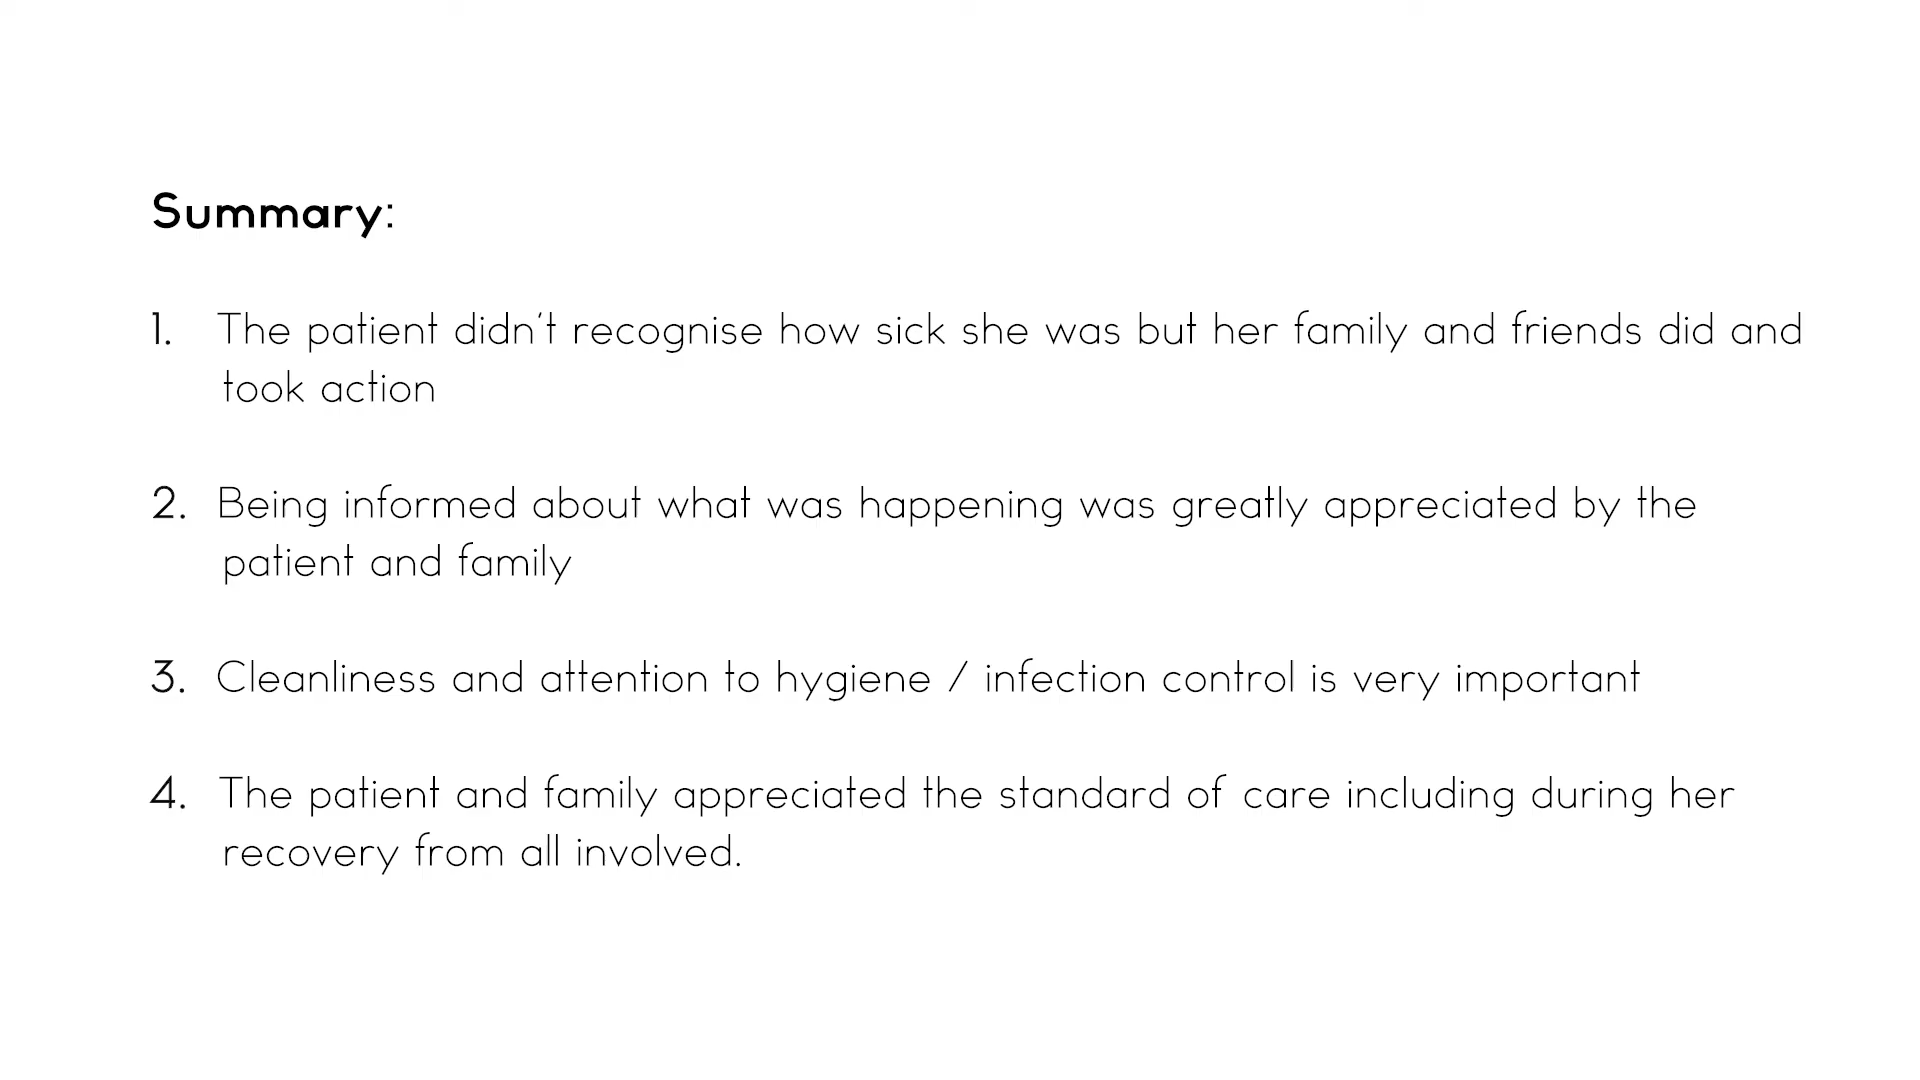 Summary:
1. The patient didn't recognise how sick she was but her family and friends did and
took action
2. Being informed about what was happening was greatly appreciated by the
patient and family
3. Cleanliness and attention to hygiene / infection control is very important
4. The patient and family appreciated the standard of care including during her
recovery from all involved.